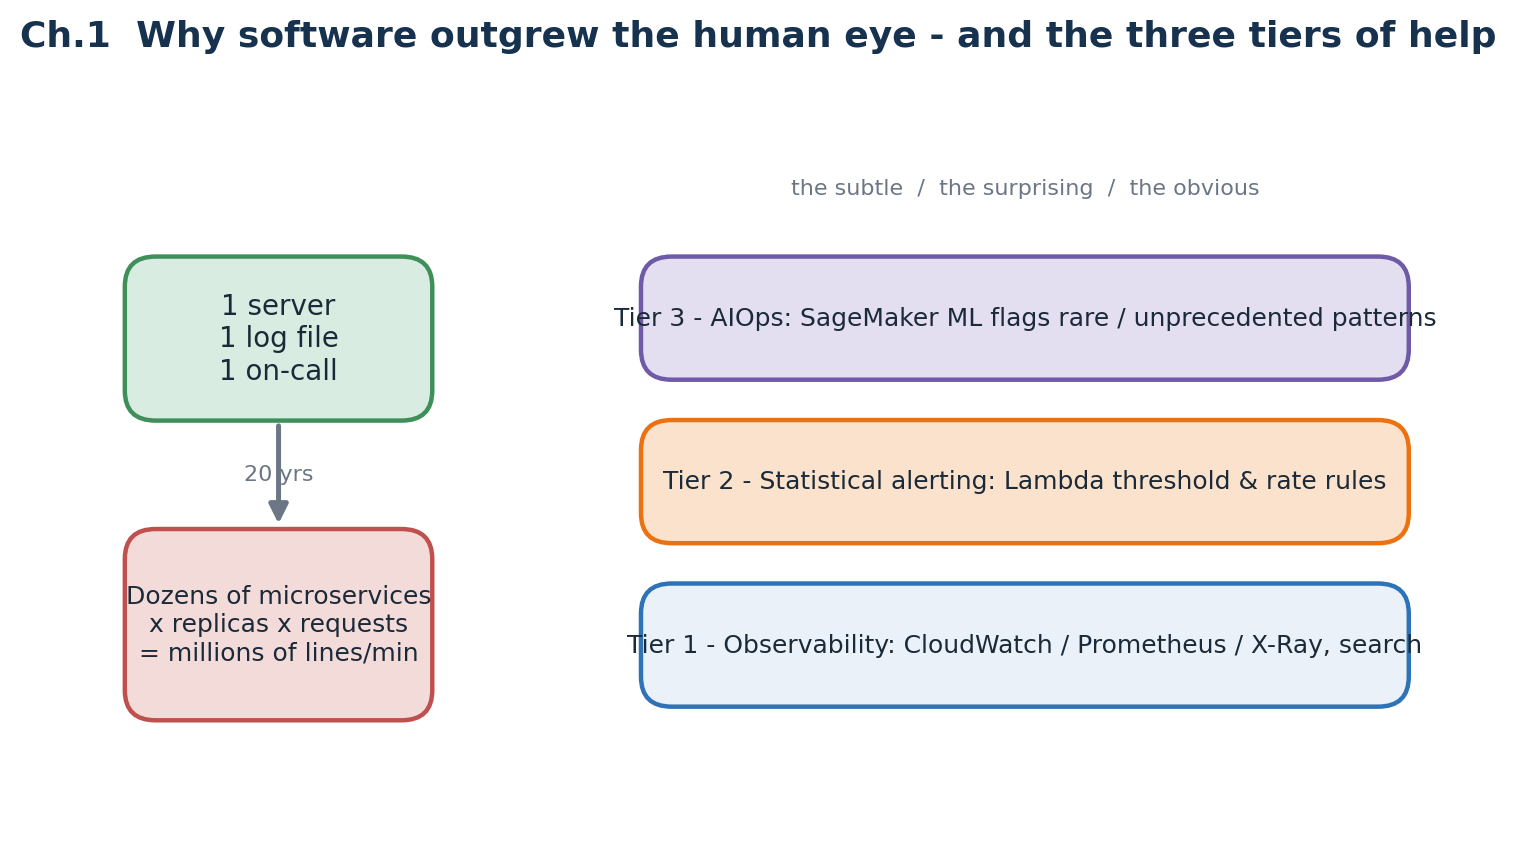 Ch.1  Why software outgrew the human eye - and the three tiers of help
the subtle  /  the surprising  /  the obvious
1 server
1 log file
1 on-call
20 yrs
Dozens of microservices
x replicas x requests
= millions of lines/min
Tier 3 - AIOps: SageMaker ML flags rare / unprecedented patterns
Tier 2 - Statistical alerting: Lambda threshold & rate rules
Tier 1 - Observability: CloudWatch / Prometheus / X-Ray, search